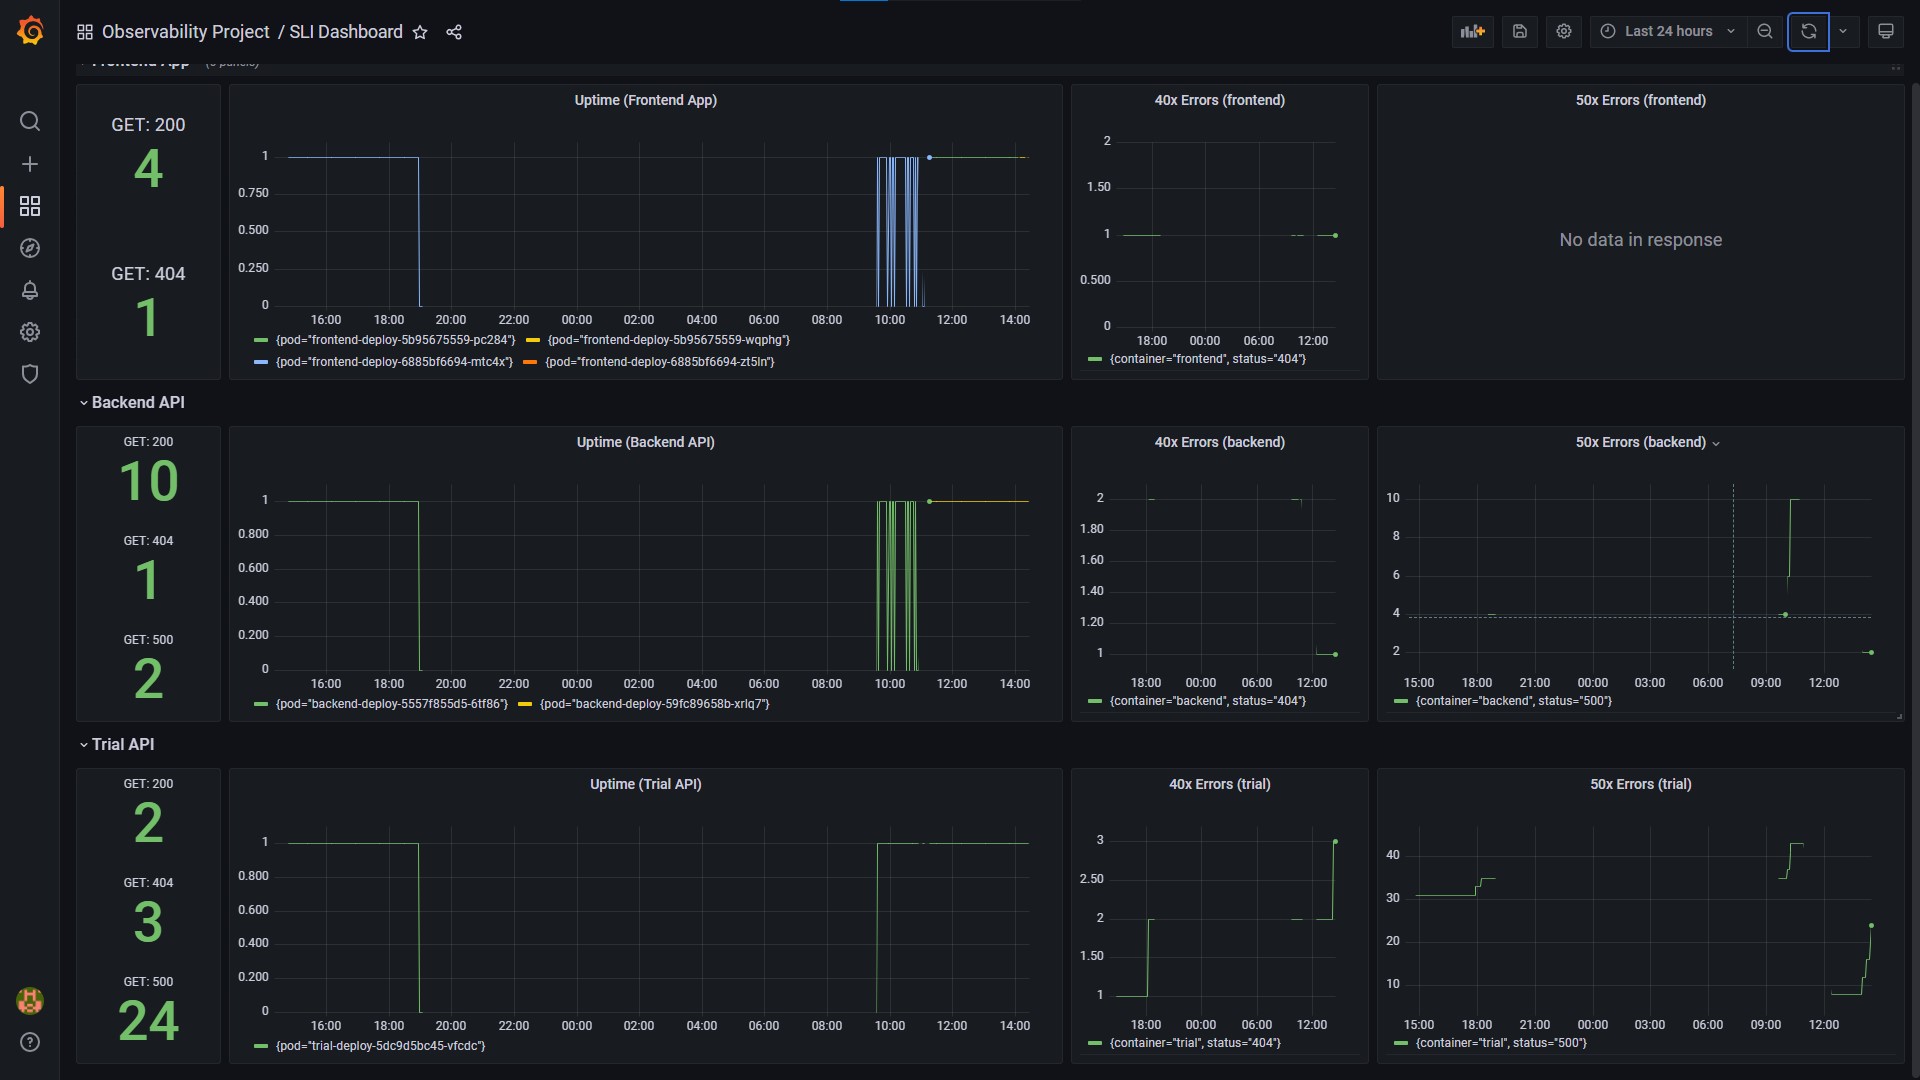 Observability Project / SLI Dashboard
Last 24 hours
Frontend App (5 panels)
GET: 200
4
GET: 404
1
Uptime (Frontend App)
1
0.750
0.500
0.250
0
16:00 18:00 20:00 22:00 00:00 02:00 04:00 06:00 08:00 10:00 12:00 14:00
{pod="frontend-deploy-5b95675559-pc284"} {pod="frontend-deploy-5b95675559-wqphg"}
{pod="frontend-deploy-6885bf6694-mtc4x"} {pod="frontend-deploy-6885bf6694-zt5ln"}
40x Errors (frontend)
2
1.50
1
0.500
0
18:00 00:00 06:00 12:00
{container="frontend", status="404"}
50x Errors (frontend)
No data in response
Backend API
GET: 200
10
GET: 404
1
GET: 500
2
Uptime (Backend API)
1
0.800
0.600
0.400
0.200
0
16:00 18:00 20:00 22:00 00:00 02:00 04:00 06:00 08:00 10:00 12:00 14:00
{pod="backend-deploy-5557f855d5-6tf86"} {pod="backend-deploy-59fc89658b-xrlq7"}
40x Errors (backend)
2
1.80
1.60
1.40
1.20
1
18:00 00:00 06:00 12:00
{container="backend", status="404"}
50x Errors (backend)
10
8
6
4
2
15:00 18:00 21:00 00:00 03:00 06:00 09:00 12:00
{container="backend", status="500"}
Trial API
GET: 200
2
GET: 404
3
GET: 500
24
Uptime (Trial API)
1
0.800
0.600
0.400
0.200
0
16:00 18:00 20:00 22:00 00:00 02:00 04:00 06:00 08:00 10:00 12:00 14:00
{pod="trial-deploy-5dc9d5bc45-vfcdc"}
40x Errors (trial)
3
2.50
2
1.50
1
18:00 00:00 06:00 12:00
{container="trial", status="404"}
50x Errors (trial)
40
30
20
10
15:00 18:00 21:00 00:00 03:00 06:00 09:00 12:00
{container="trial", status="500"}